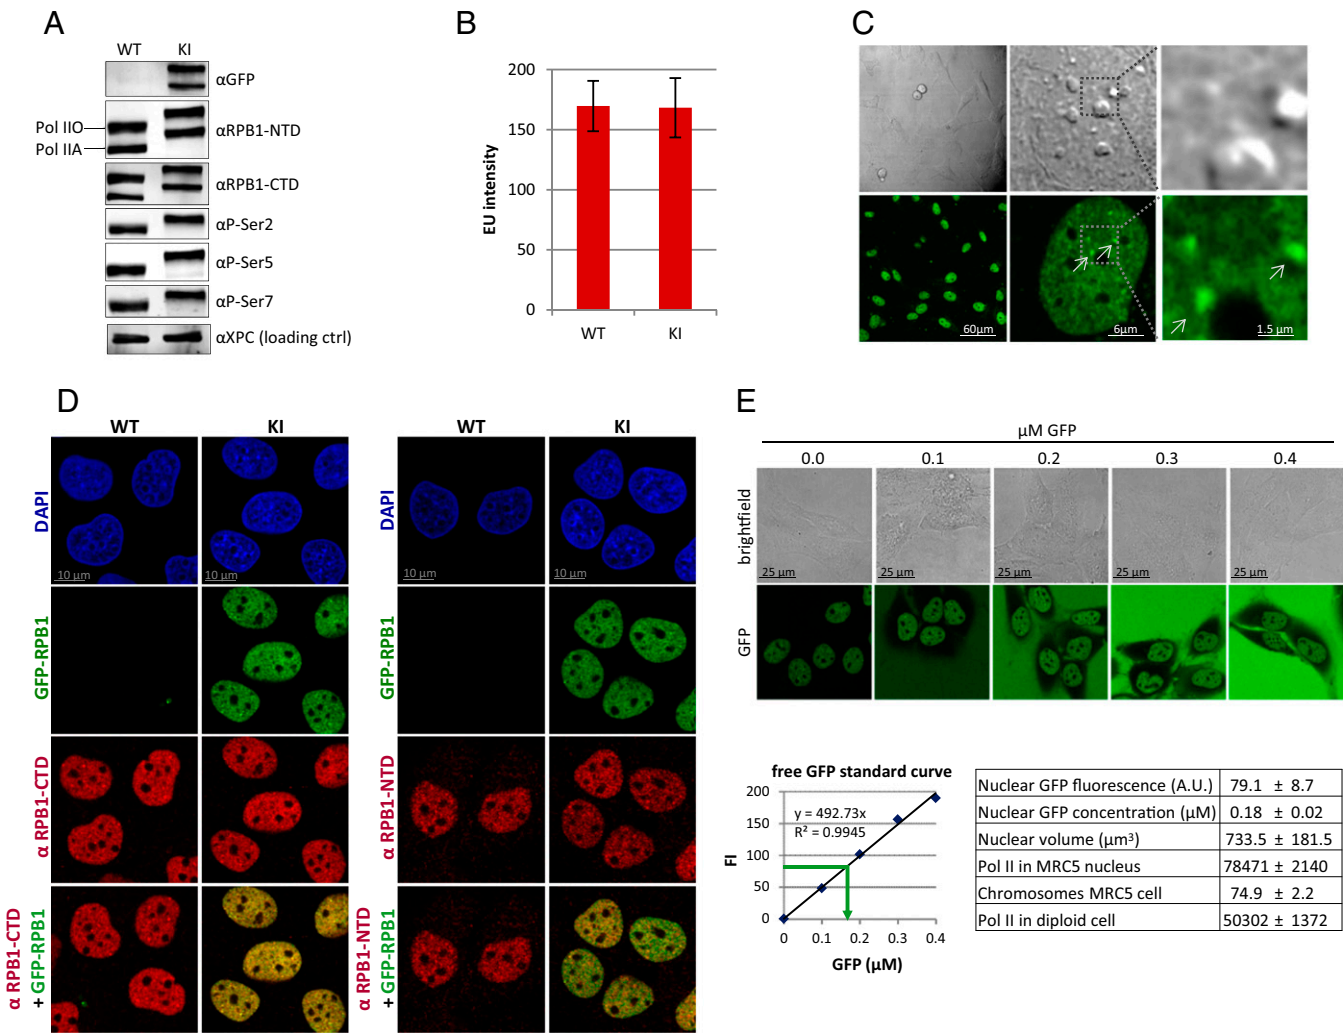 A
WT KI
αGFP
Pol IIO
Pol IIA
αRPB1-NTD
αRPB1-CTD
αP-Ser2
αP-Ser5
αP-Ser7
αXPC (loading ctrl)
B
EU intensity
200
150
100
50
0
WT KI
C
60μm
6μm
1.5 μm
D
WT KI WT KI
DAPI
10 μm
10 μm
DAPI
10 μm
10 μm
GFP-RPB1
GFP-RPB1
α RPB1-CTD
α RPB1-NTD
α RPB1-CTD
+ GFP-RPB1
α RPB1-NTD
+ GFP-RPB1
E
μM GFP
0.0 0.1 0.2 0.3 0.4
brightfield
25 μm 25 μm 25 μm 25 μm 25 μm
GFP
free GFP standard curve
y = 492.73x
R² = 0.9945
FI
200
150
100
50
0
0 0.1 0.2 0.3 0.4
GFP (μM)
Nuclear GFP fluorescence (A.U.) 79.1 ± 8.7
Nuclear GFP concentration (μM) 0.18 ± 0.02
Nuclear volume (μm³) 733.5 ± 181.5
Pol II in MRC5 nucleus 78471 ± 2140
Chromosomes MRC5 cell 74.9 ± 2.2
Pol II in diploid cell 50302 ± 1372